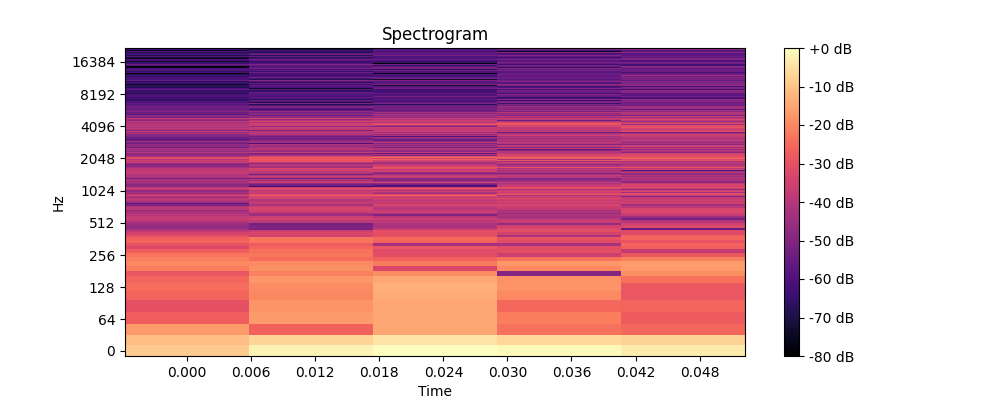 Spectrogram
Hz
16384
8192
4096
2048
1024
512
256
128
64
0
0.000 0.006 0.012 0.018 0.024 0.030 0.036 0.042 0.048
Time
+0 dB
-10 dB
-20 dB
-30 dB
-40 dB
-50 dB
-60 dB
-70 dB
-80 dB